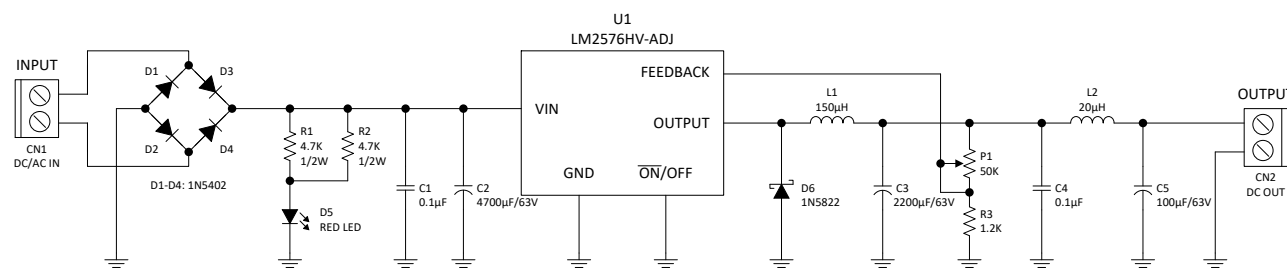 U1
LM2576HV-ADJ
INPUT
CN1
DC/AC IN
D1
D3
D2
D4
D1-D4: 1N5402
R1
4.7K
1/2W
R2
4.7K
1/2W
D5
RED LED
C1
0.1µF
C2
4700µF/63V
VIN
FEEDBACK
OUTPUT
GND
ON/OFF
L1
150µH
D6
1N5822
C3
2200µF/63V
P1
50K
R3
1.2K
C4
0.1µF
L2
20µH
C5
100µF/63V
OUTPUT
CN2
DC OUT